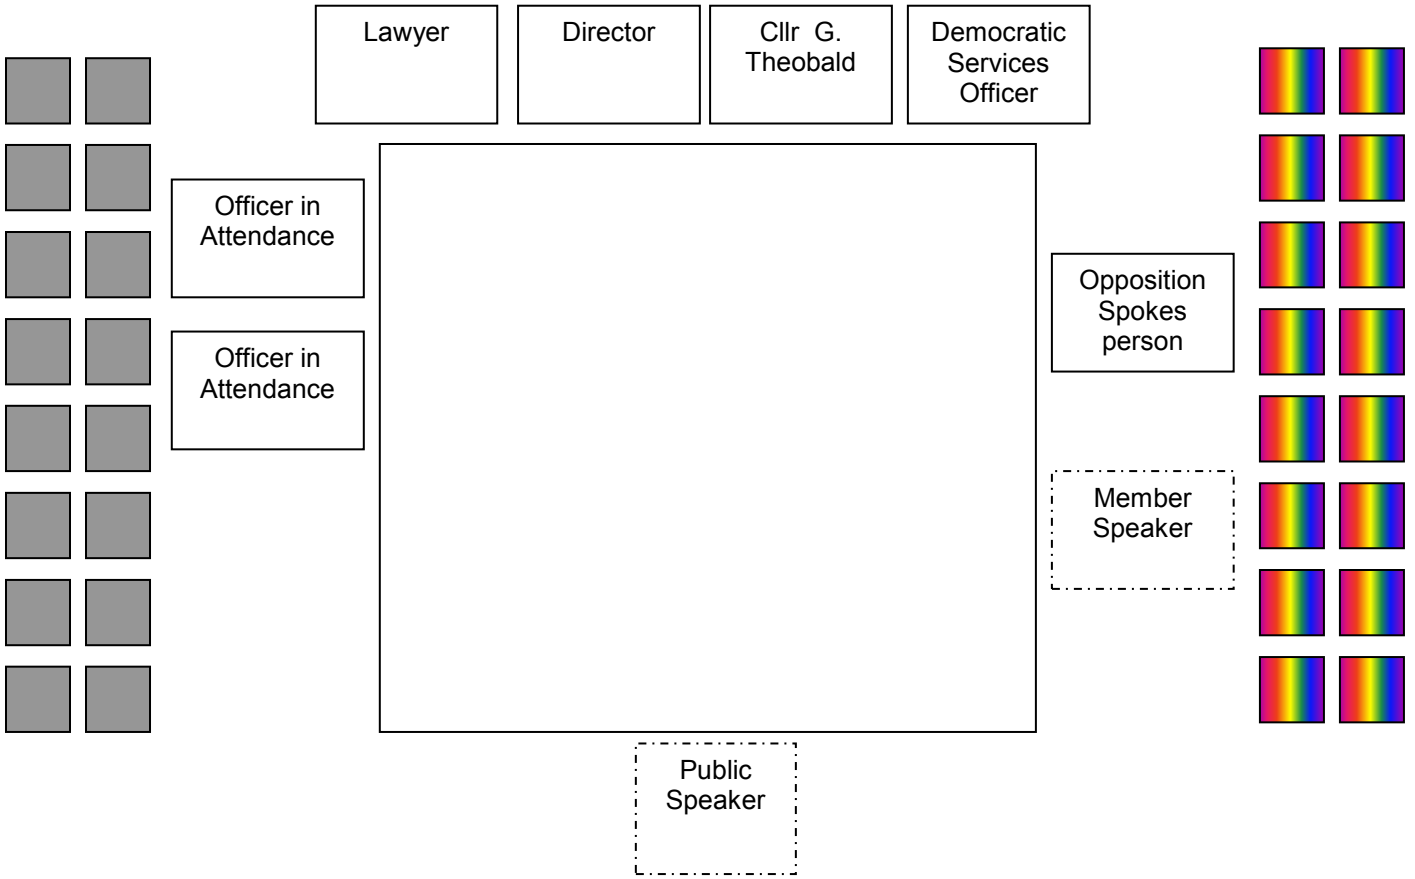 Lawyer
Director
Cllr G.
Theobald
Democratic
Services
Officer
Officer in
Attendance
Opposition
Spokes
person
Officer in
Attendance
Member
Speaker
Public
Speaker